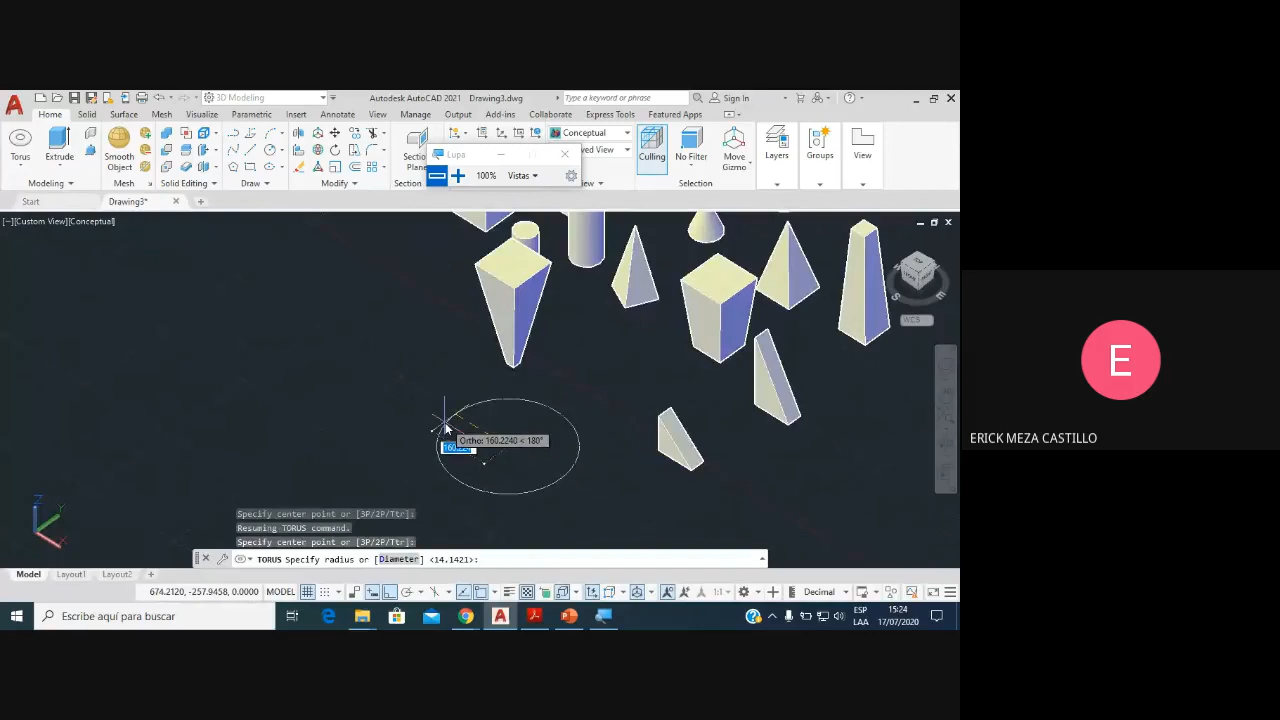 3D Modeling
Autodesk AutoCAD 2021 Drawing3.dwg
Type a keyword or phrase
Sign In
Home Solid Surface Mesh Visualize Parametric Insert Annotate View Manage Output Add-ins Collaborate Express Tools Featured Apps
Torus
Extrude
Smooth
Object
Section
Plane
Lupa
100%
Vistas
Conceptual
Culling
No Filter
Move
Gizmo
Layers
Groups
View
Modeling
Mesh
Solid Editing
Draw
Modify
Section
Selection
Start
Drawing3*
[−][Custom View][Conceptual]
TOP
S
E
WCS
Ortho: 160.2240 < 180°
Z
Y
X
Specify center point or [3P/2P/Ttr]:
Resuming TORUS command.
Specify center point or [3P/2P/Ttr]:
TORUS Specify radius or [Diameter] <14.1421>:
Model
Layout1
Layout2
674.2120, -257.9458, 0.0000
MODEL
1:1
Decimal
Escribe aquí para buscar
ESP
LAA
15:24
17/07/2020
E
ERICK MEZA CASTILLO